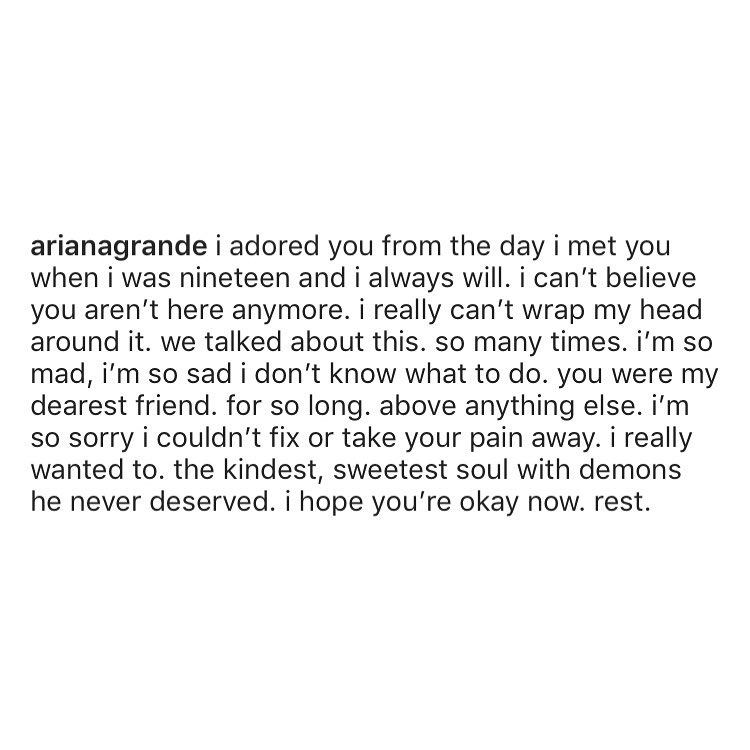 arianagrande i adored you from the day i met you
when i was nineteen and i always will. i can’t believe
you aren’t here anymore. i really can’t wrap my head
around it. we talked about this. so many times. i’m so
mad, i’m so sad i don’t know what to do. you were my
dearest friend. for so long. above anything else. i’m
so sorry i couldn’t fix or take your pain away. i really
wanted to. the kindest, sweetest soul with demons
he never deserved. i hope you’re okay now. rest.